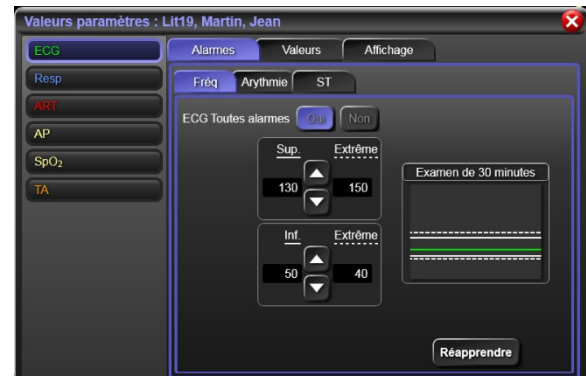 Valeurs paramètres : Lit19, Martin, Jean
ECG
Resp
ART
AP
SpO₂
TA
Alarmes Valeurs Affichage
Fréq Arythmie ST
ECG Toutes alarmes Oui Non
Sup. Extrême
130 150
Inf. Extrême
50 40
Examen de 30 minutes
Réapprendre